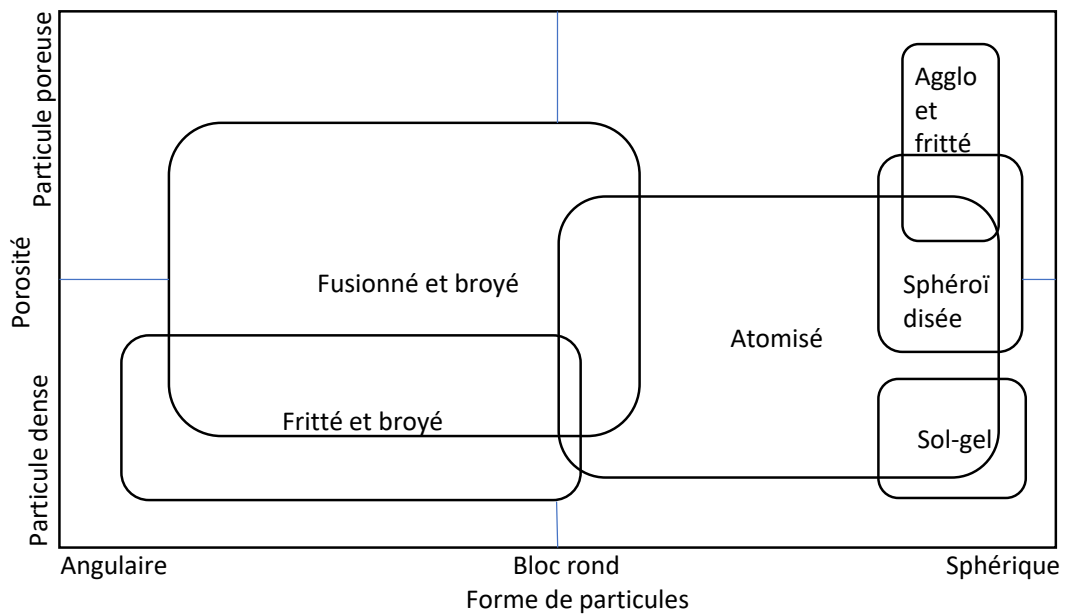 Particule poreuse
Porosité
Particule dense
Agglo
et
fritté
Fusionné et broyé
Sphéroï
disée
Atomisé
Fritté et broyé
Sol-gel
Angulaire
Bloc rond
Sphérique
Forme de particules